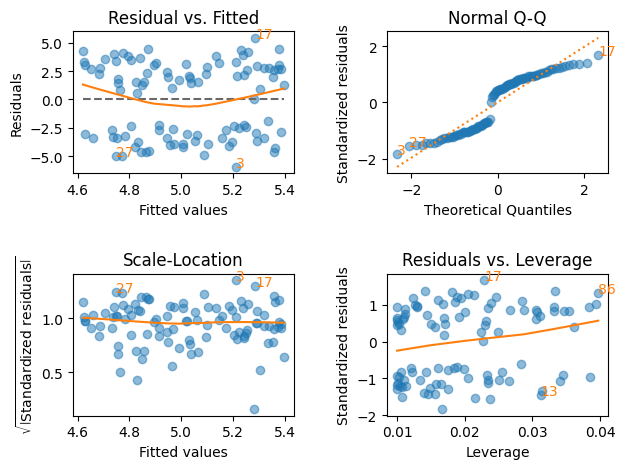 Residual vs. Fitted
17
27
3
5.0
2.5
0.0
−2.5
−5.0
Residuals
4.6 4.8 5.0 5.2 5.4
Fitted values
Normal Q-Q
17
27
3
2
0
−2
Standardized residuals
−2 0 2
Theoretical Quantiles
Scale-Location
3
17
27
1.0
0.5
√|Standardized residuals|
4.6 4.8 5.0 5.2 5.4
Fitted values
Residuals vs. Leverage
17
86
13
1
0
−1
−2
Standardized residuals
0.01 0.02 0.03 0.04
Leverage